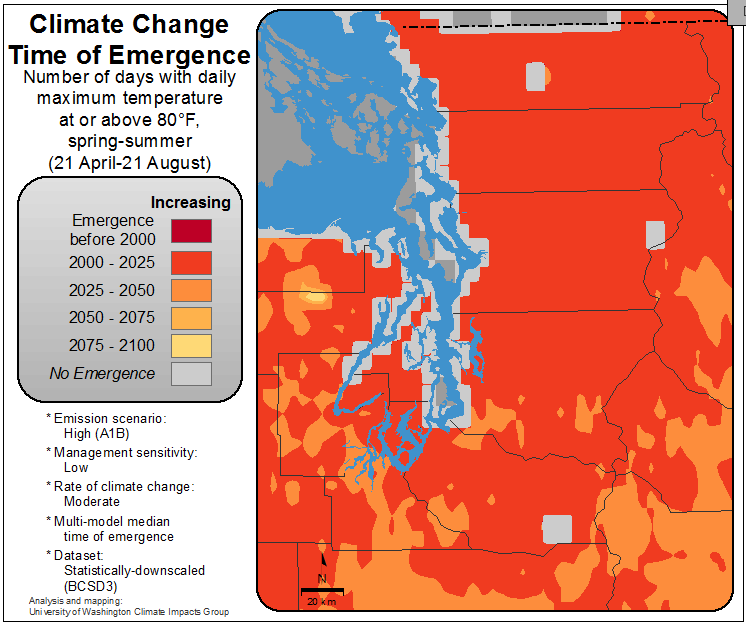 Climate Change
Time of Emergence
Number of days with daily
maximum temperature
at or above 80°F,
spring-summer
(21 April-21 August)
Increasing
Emergence
before 2000
2000 - 2025
2025 - 2050
2050 - 2075
2075 - 2100
No Emergence
* Emission scenario:
High (A1B)
* Management sensitivity:
Low
* Rate of climate change:
Moderate
* Multi-model median
time of emergence
* Dataset:
Statistically-downscaled
(BCSD3)
Analysis and mapping:
University of Washington Climate Impacts Group
N
20 km